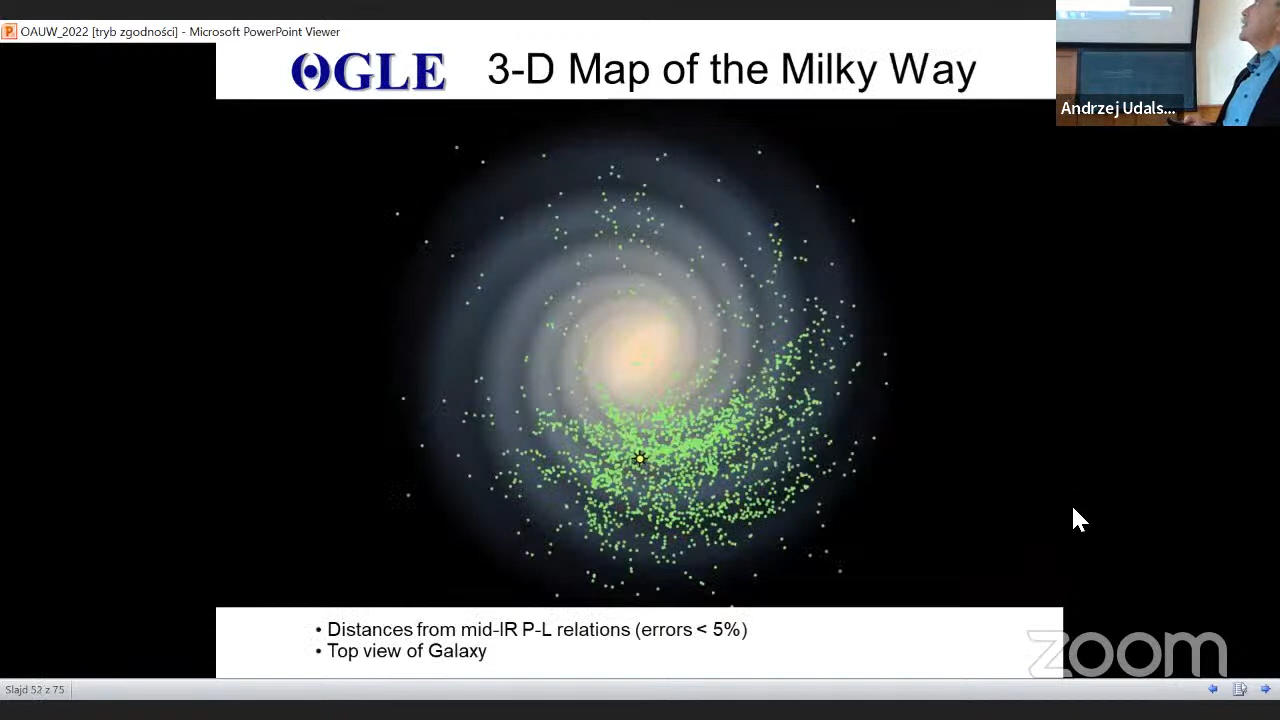 OAUW_2022 [tryb zgodności] - Microsoft PowerPoint Viewer
OGLE 3-D Map of the Milky Way
Andrzej Udals...
• Distances from mid-IR P-L relations (errors < 5%)
• Top view of Galaxy
zoom
Slajd 52 z 75